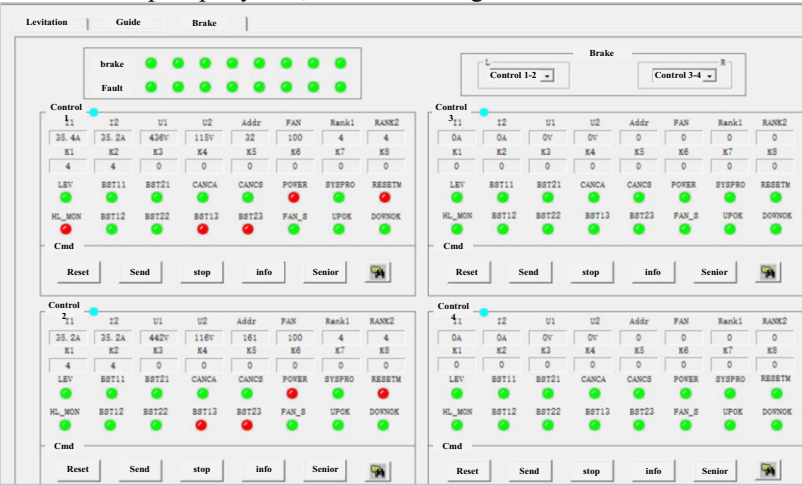 Levitation Guide Brake
brake
Fault
Brake
L R
Control 1-2 Control 3-4
Control
1
I1 I2 U1 U2 Addr FAN Rank1 RANK2
35.4A 35.2A 436V 115V 32 100 4 4
K1 K2 K3 K4 K5 K6 K7 K8
4 4 0 0 0 0 0 0
LEV BST11 BST21 CANCA CANCS POWER SYSPRO RESETM
HL_MON BST12 BST22 BST13 BST23 FAN_S UPOK DOWNOK
Cmd
Reset Send stop info Senior
Control
3
I1 I2 U1 U2 Addr FAN Rank1 RANK2
0A 0A 0V 0V 0 0 0 0
K1 K2 K3 K4 K5 K6 K7 K8
0 0 0 0 0 0 0 0
LEV BST11 BST21 CANCA CANCS POWER SYSPRO RESETM
HL_MON BST12 BST22 BST13 BST23 FAN_S UPOK DOWNOK
Cmd
Reset Send stop info Senior
Control
2
I1 I2 U1 U2 Addr FAN Rank1 RANK2
35.2A 35.2A 442V 116V 161 100 4 4
K1 K2 K3 K4 K5 K6 K7 K8
4 4 0 0 0 0 0 0
LEV BST11 BST21 CANCA CANCS POWER SYSPRO RESETM
HL_MON BST12 BST22 BST13 BST23 FAN_S UPOK DOWNOK
Cmd
Reset Send stop info Senior
Control
4
I1 I2 U1 U2 Addr FAN Rank1 RANK2
0A 0A 0V 0V 0 0 0 0
K1 K2 K3 K4 K5 K6 K7 K8
0 0 0 0 0 0 0 0
LEV BST11 BST21 CANCA CANCS POWER SYSPRO RESETM
HL_MON BST12 BST22 BST13 BST23 FAN_S UPOK DOWNOK
Cmd
Reset Send stop info Senior